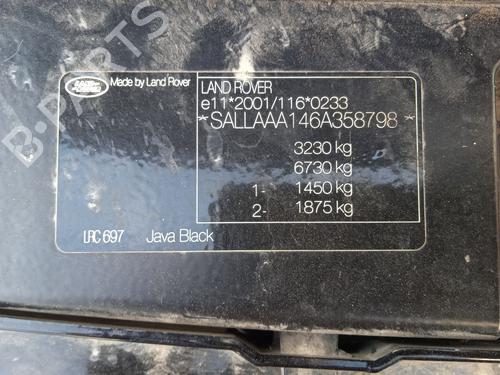 B-PARTS
LAND ROVER
Made by Land Rover
LAND ROVER
e11*2001/116*0233
*SALLAAA146A358798*
3230 kg
6730 kg
1- 1450 kg
2- 1875 kg
LRC 697 Java Black